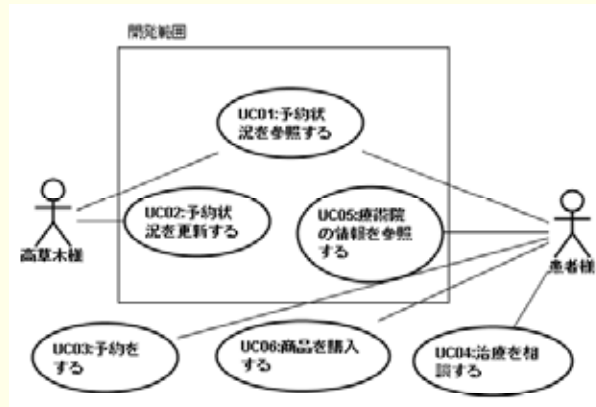 開発範囲
UC01:予約状
況を参照する
UC02:予約状
況を更新する
UC05:療術院
の情報を参照
する
高草木様
患者様
UC03:予約を
する
UC06:商品を購入
する
UC04:治療を相
談する